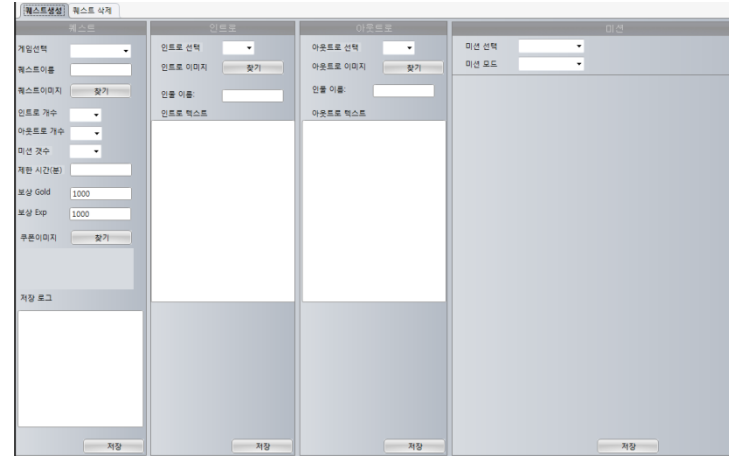 퀘스트생성 퀘스트 삭제
퀘스트
게임선택
퀘스트이름
퀘스트이미지 찾기
인트로 개수
아웃트로 개수
미션 갯수
제한 시간(분)
보상 Gold 1000
보상 Exp 1000
쿠폰이미지 찾기
저장 로그
저장
인트로
인트로 선택
인트로 이미지 찾기
인물 이름:
인트로 텍스트
저장
아웃트로
아웃트로 선택
아웃트로 이미지 찾기
인물 이름:
아웃트로 텍스트
저장
미션
미션 선택
미션 모드
저장